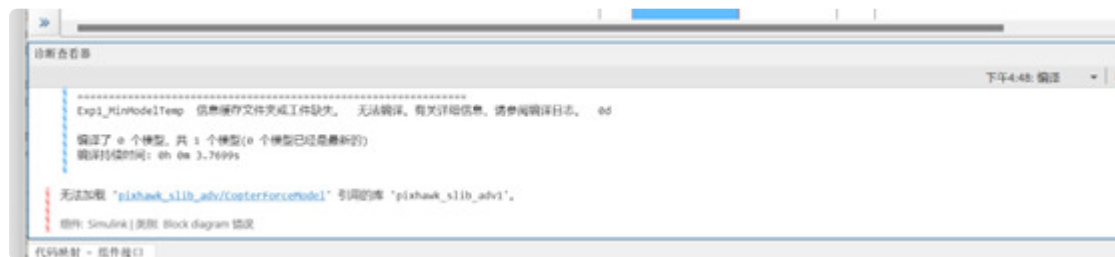 诊断查看器
下午4:48: 编译
Exp1_MinModelTemp 信息缓存文件夹或工件缺失。 无法编译。有关详细信息，请参阅编译日志。 0d
编译了 0 个模型，共 1 个模型(0 个模型已经是最新的)
编译持续时间: 0h 0m 3.7699s
无法加载 'pixhawk_slib_adv/CopterForceModel' 引用的库 'pixhawk_slib_adv1'。
组件: Simulink | 类别: Block diagram 错误
代码映射 - 组件接口